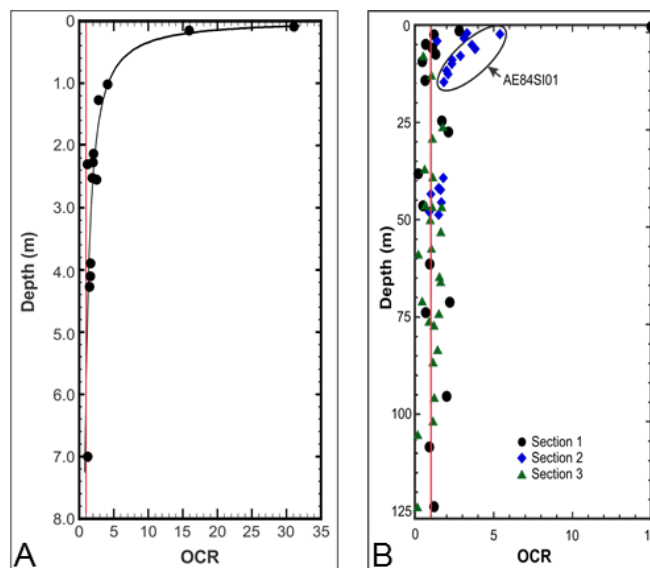 0.
1.0
2.0
3.0
4.0
5.0
6.0
7.0
8.0
Depth (m)
0 5 10 15 20 25 30 35
OCR
A
0
25
50
75
100
125
Depth (m)
AE84SI01
Section 1
Section 2
Section 3
0 5 10 15
OCR
B